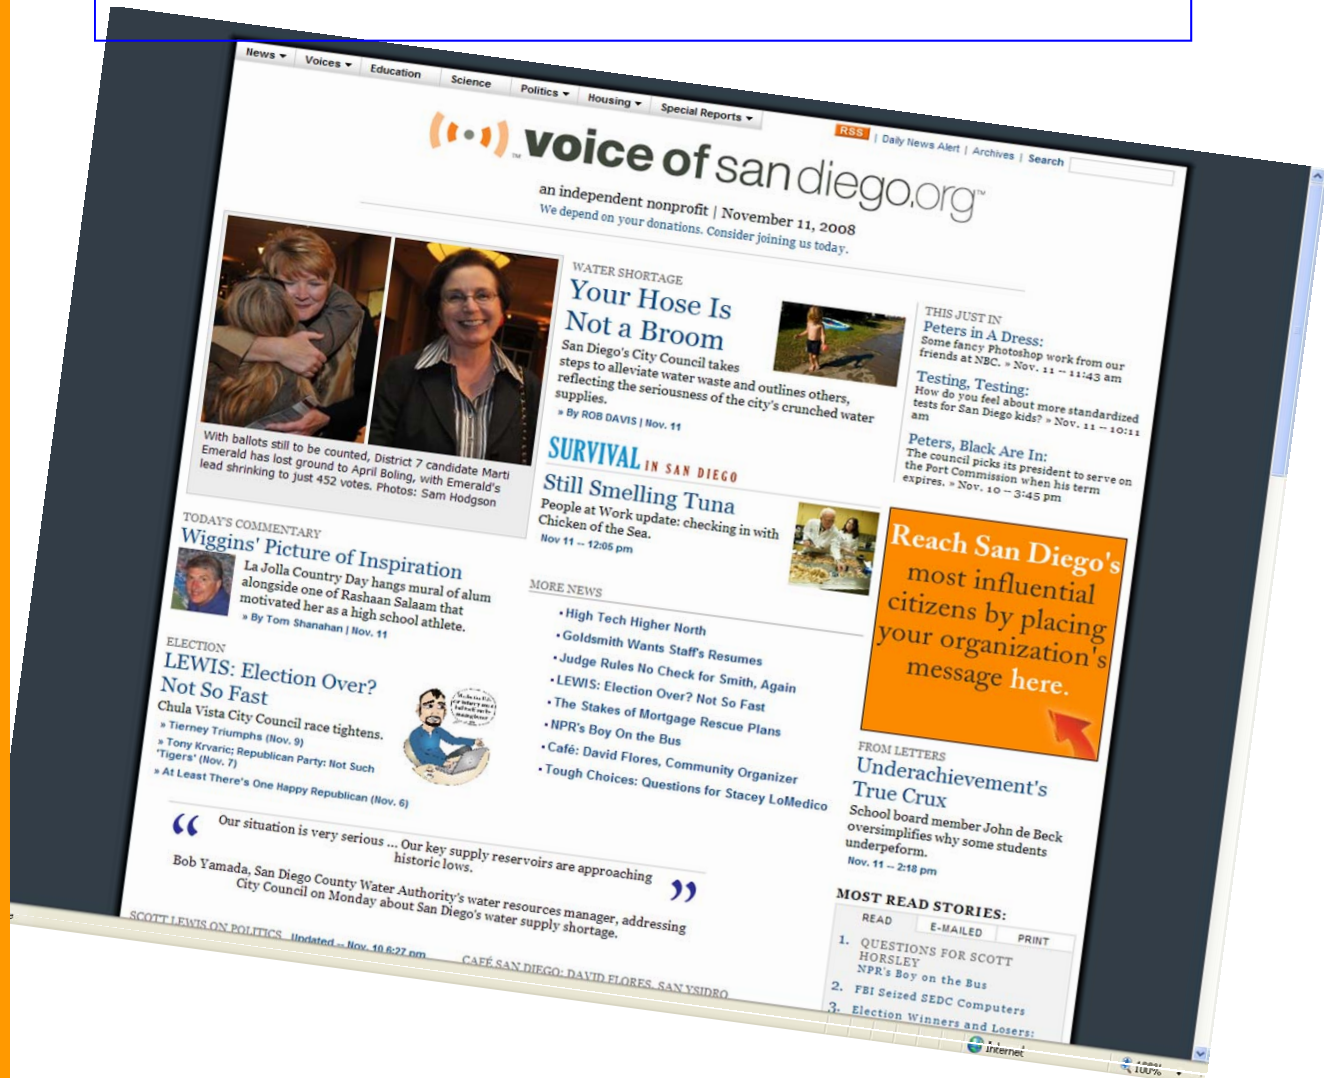 News Voices Education Science Politics Housing Special Reports
RSS | Daily News Alert | Archives | Search
voice of san diego.org™
an independent nonprofit | November 11, 2008
We depend on your donations. Consider joining us today.
With ballots still to be counted, District 7 candidate Marti
Emerald has lost ground to April Boling, with Emerald's
lead shrinking to just 452 votes. Photos: Sam Hodgson
TODAY'S COMMENTARY
Wiggins' Picture of Inspiration
La Jolla Country Day hangs mural of alum
alongside one of Rashaan Salaam that
motivated her as a high school athlete.
» By Tom Shanahan | Nov. 11
ELECTION
LEWIS: Election Over?
Not So Fast
Chula Vista City Council race tightens.
» Tierney Triumphs (Nov. 9)
» Tony Krvaric; Republican Party: Not Such
'Tigers' (Nov. 7)
» At Least There's One Happy Republican (Nov. 6)
WATER SHORTAGE
Your Hose Is
Not a Broom
San Diego's City Council takes
steps to alleviate water waste and outlines others,
reflecting the seriousness of the city's crunched water
supplies.
» By ROB DAVIS | Nov. 11
SURVIVAL IN SAN DIEGO
Still Smelling Tuna
People at Work update: checking in with
Chicken of the Sea.
Nov 11 -- 12:05 pm
MORE NEWS
• High Tech Higher North
• Goldsmith Wants Staff's Resumes
• Judge Rules No Check for Smith, Again
• LEWIS: Election Over? Not So Fast
• The Stakes of Mortgage Rescue Plans
• NPR's Boy On the Bus
• Café: David Flores, Community Organizer
• Tough Choices: Questions for Stacey LoMedico
THIS JUST IN
Peters in A Dress:
Some fancy Photoshop work from our
friends at NBC. » Nov. 11 -- 11:43 am
Testing, Testing:
How do you feel about more standardized
tests for San Diego kids? » Nov. 11 -- 10:11
am
Peters, Black Are In:
The council picks its president to serve on
the Port Commission when his term
expires. » Nov. 10 -- 3:45 pm
Reach San Diego's
most influential
citizens by placing
your organization's
message here.
FROM LETTERS
Underachievement's
True Crux
School board member John de Beck
oversimplifies why some students
underpeform.
Nov. 11 -- 2:18 pm
“ Our situation is very serious ... Our key supply reservoirs are approaching
historic lows. ”
Bob Yamada, San Diego County Water Authority's water resources manager, addressing
City Council on Monday about San Diego's water supply shortage.
SCOTT LEWIS ON POLITICS Updated -- Nov. 10 6:27 pm
CAFÉ SAN DIEGO: DAVID FLORES, SAN YSIDRO
MOST READ STORIES:
READ E-MAILED PRINT
1. QUESTIONS FOR SCOTT
HORSLEY
NPR's Boy on the Bus
2. FBI Seized SEDC Computers
3. Election Winners and Losers:
Internet
100%